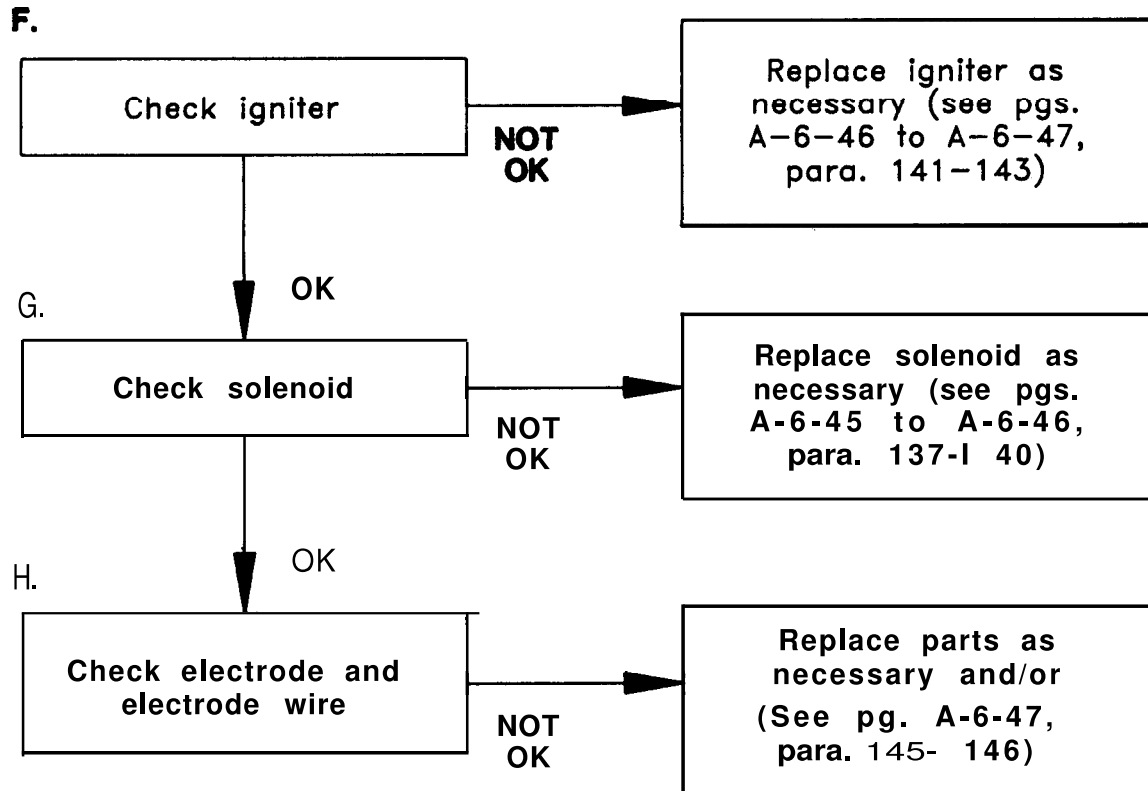 F.
Check igniter
NOT
OK
Replace igniter as
necessary (see pgs.
A-6-46 to A-6-47,
para. 141-143)
OK
G.
Check solenoid
NOT
OK
Replace solenoid as
necessary (see pgs.
A-6-45 to A-6-46,
para. 137-I 40)
OK
H.
Check electrode and
electrode wire
NOT
OK
Replace parts as
necessary and/or
(See pg. A-6-47,
para. 145- 146)